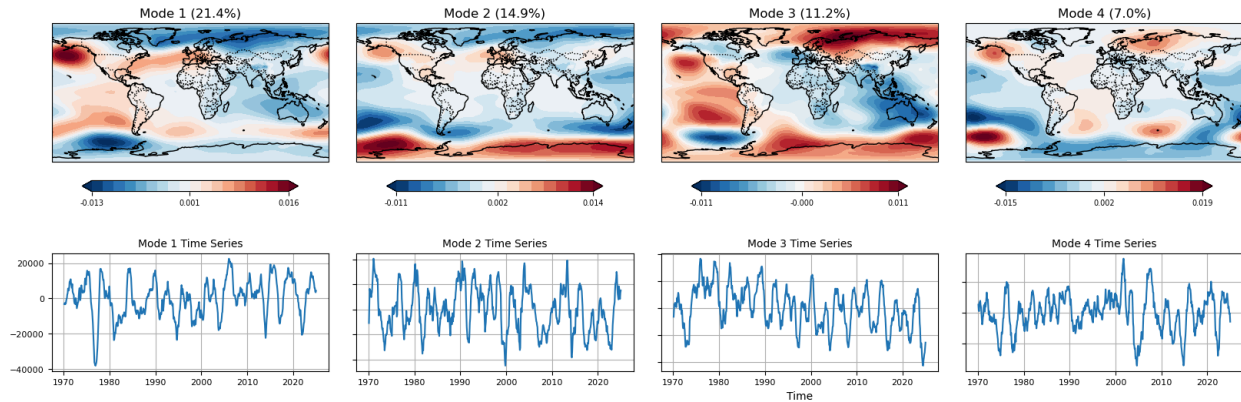 Mode 1 (21.4%)
Mode 2 (14.9%)
Mode 3 (11.2%)
Mode 4 (7.0%)
-0.013 0.001 0.016
-0.011 0.002 0.014
-0.011 -0.000 0.011
-0.015 0.002 0.019
Mode 1 Time Series
Mode 2 Time Series
Mode 3 Time Series
Mode 4 Time Series
20000
0
-20000
-40000
1970 1980 1990 2000 2010 2020
1970 1980 1990 2000 2010 2020
1970 1980 1990 2000 2010 2020
1970 1980 1990 2000 2010 2020
Time